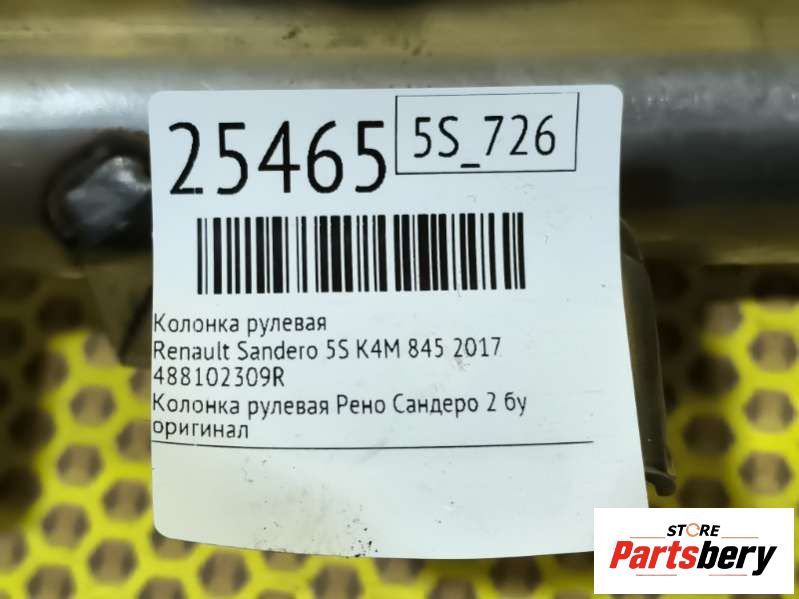 25465
5S_726
Колонка рулевая
Renault Sandero 5S K4M 845 2017
488102309R
Колонка рулевая Рено Сандеро 2 бу
оригинал
STORE
Partsbery